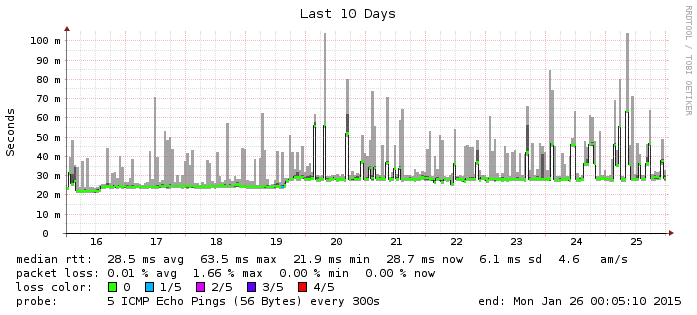 Last 10 Days
RRDTOOL / TOBI OETIKER
Seconds
100 m
90 m
80 m
70 m
60 m
50 m
40 m
30 m
20 m
10 m
0
16 17 18 19 20 21 22 23 24 25
median rtt: 28.5 ms avg 63.5 ms max 21.9 ms min 28.7 ms now 6.1 ms sd 4.6 am/s
packet loss: 0.01 % avg 1.66 % max 0.00 % min 0.00 % now
loss color: 0 1/5 2/5 3/5 4/5
probe: 5 ICMP Echo Pings (56 Bytes) every 300s end: Mon Jan 26 00:05:10 2015